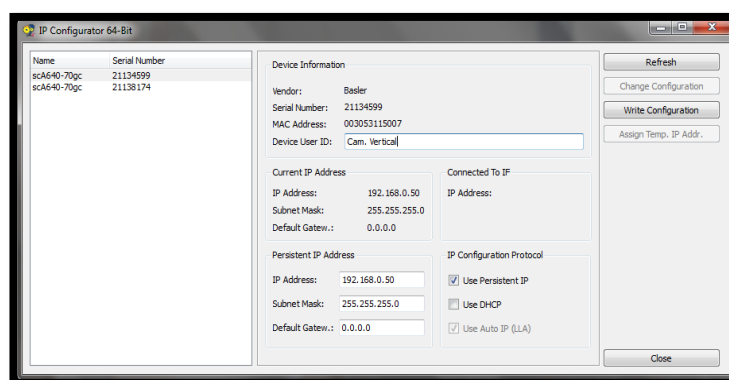 IP Configurator 64-Bit
Name Serial Number
scA640-70gc 21134599
scA640-70gc 21138174
Device Information
Vendor: Basler
Serial Number: 21134599
MAC Address: 003053115007
Device User ID: Cam. Vertical
Current IP Address
IP Address: 192.168.0.50
Subnet Mask: 255.255.255.0
Default Gatew.: 0.0.0.0
Connected To IF
IP Address:
Persistent IP Address
IP Address: 192.168.0.50
Subnet Mask: 255.255.255.0
Default Gatew.: 0.0.0.0
IP Configuration Protocol
Use Persistent IP
Use DHCP
Use Auto IP (LLA)
Refresh
Change Configuration
Write Configuration
Assign Temp. IP Addr.
Close